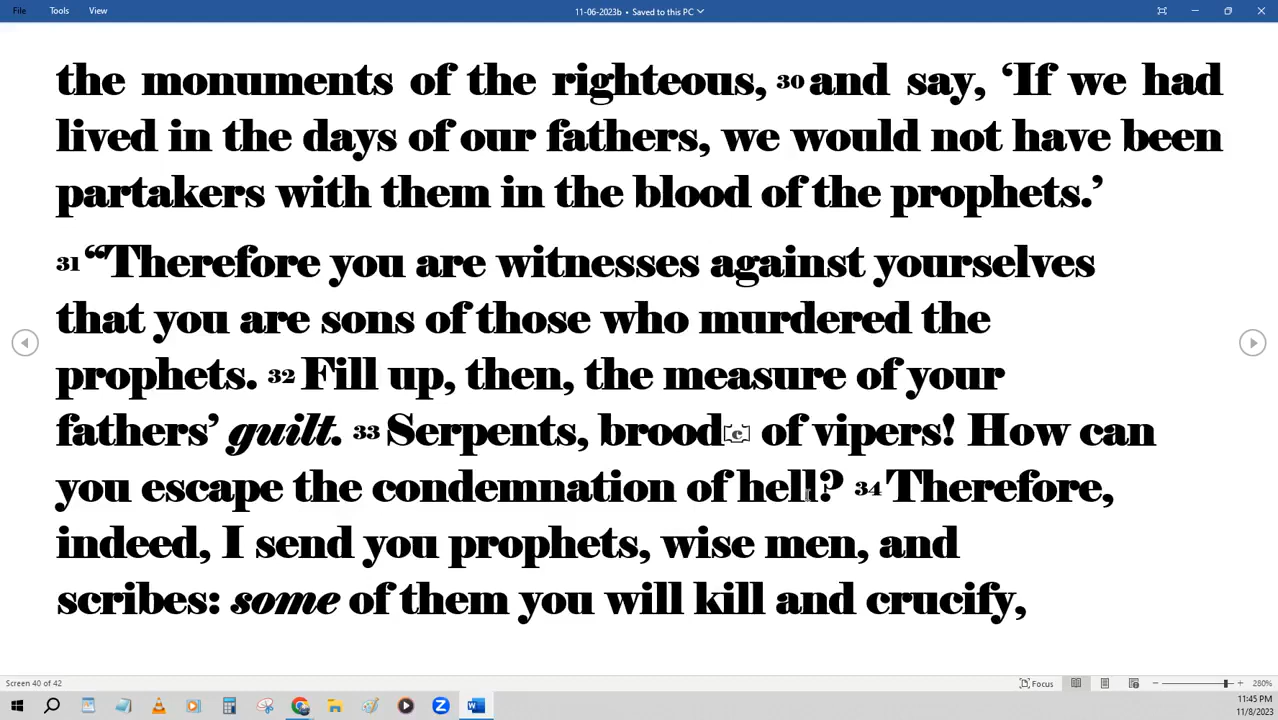 File Tools View 11-06-2023b • Saved to this PC
the monuments of the righteous, 30 and say, ‘If we had
lived in the days of our fathers, we would not have been
partakers with them in the blood of the prophets.’
31 “Therefore you are witnesses against yourselves
that you are sons of those who murdered the
prophets. 32 Fill up, then, the measure of your
fathers’ guilt. 33 Serpents, brood[c] of vipers! How can
you escape the condemnation of hell? 34 Therefore,
indeed, I send you prophets, wise men, and
scribes: some of them you will kill and crucify,
Screen 40 of 42 Focus 280%
11:45 PM
11/8/2023